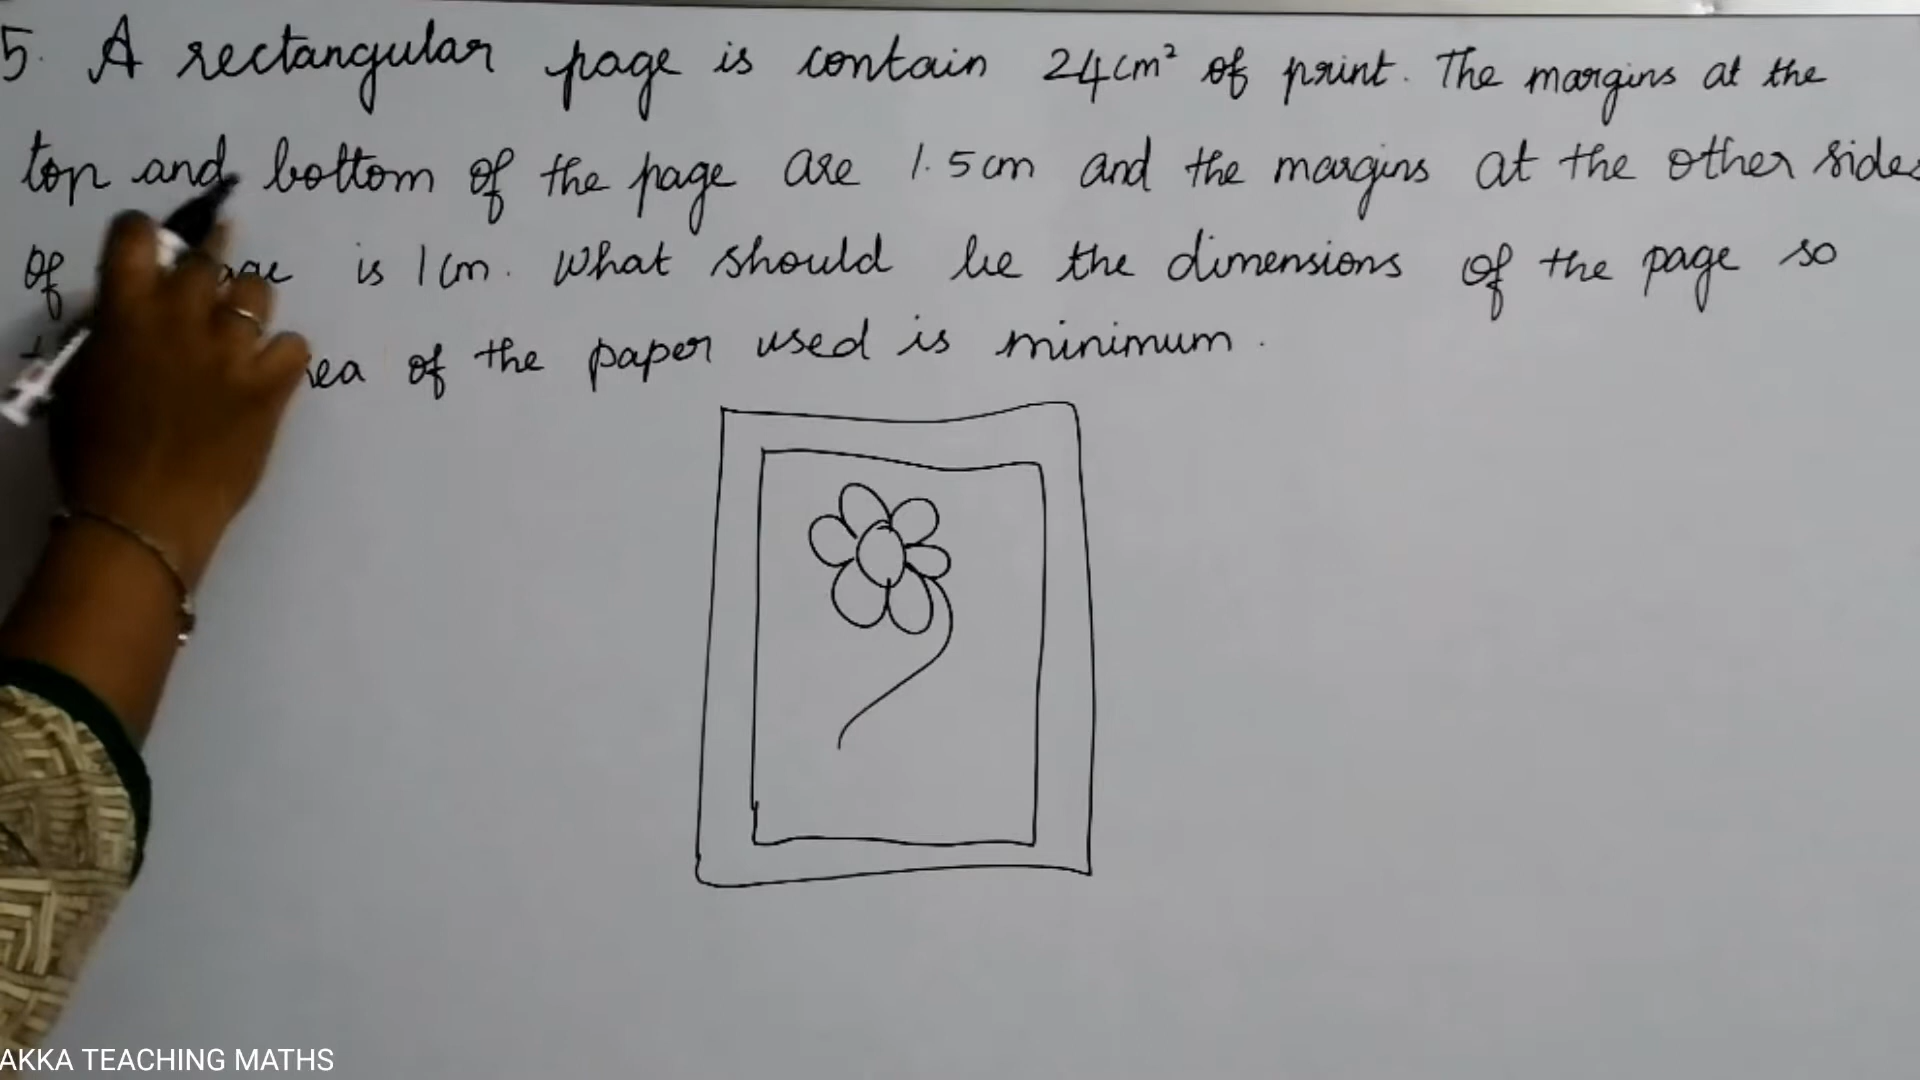 5. A rectangular page is contain 24cm² of print. The margins at the
top and bottom of the page are 1.5cm and the margins at the other sides
of is 1cm. What should be the dimensions of the page so
of the paper used is minimum.
AKKA TEACHING MATHS